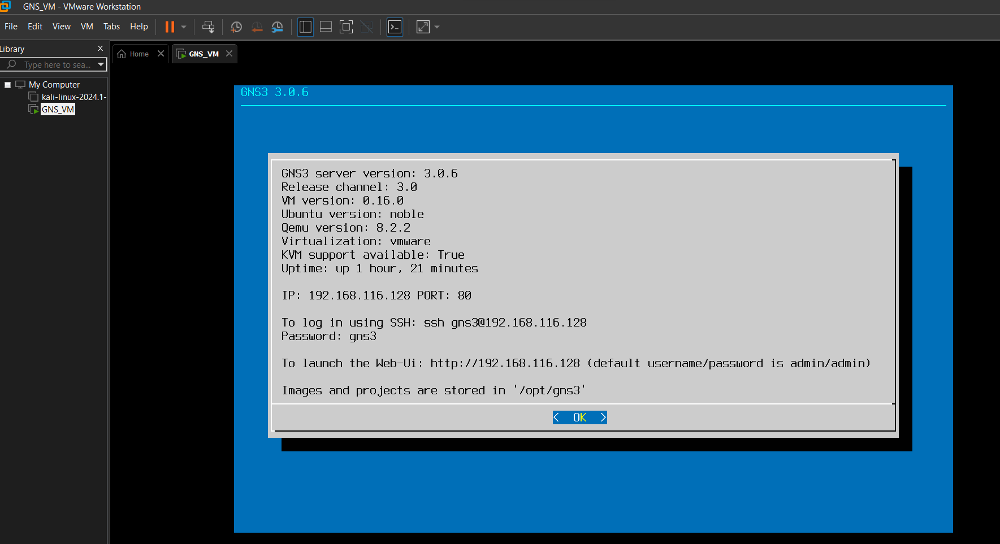 GNS_VM - VMware Workstation
File Edit View VM Tabs Help
Library
Type here to sea...
Home
GNS_VM
My Computer
kali-linux-2024.1-
GNS_VM
GNS3 3.0.6
GNS3 server version: 3.0.6
Release channel: 3.0
VM version: 0.16.0
Ubuntu version: noble
Qemu version: 8.2.2
Virtualization: vmware
KVM support available: True
Uptime: up 1 hour, 21 minutes
IP: 192.168.116.128 PORT: 80
To log in using SSH: ssh gns3@192.168.116.128
Password: gns3
To launch the Web-Ui: http://192.168.116.128 (default username/password is admin/admin)
Images and projects are stored in '/opt/gns3'
< OK >